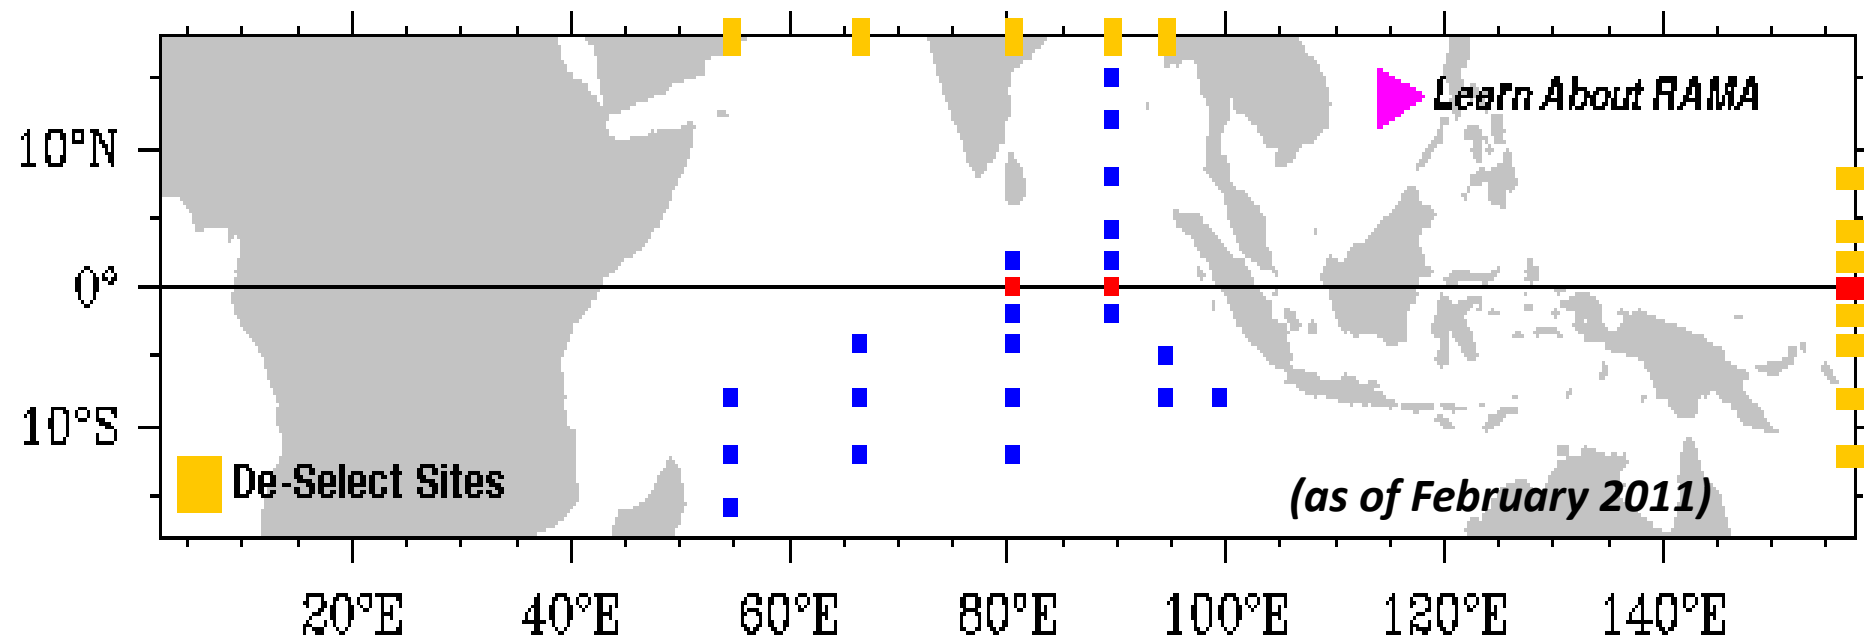 Learn About RAMA
10°N
0°
10°S
De-Select Sites
(as of February 2011)
20°E 40°E 60°E 80°E 100°E 120°E 140°E